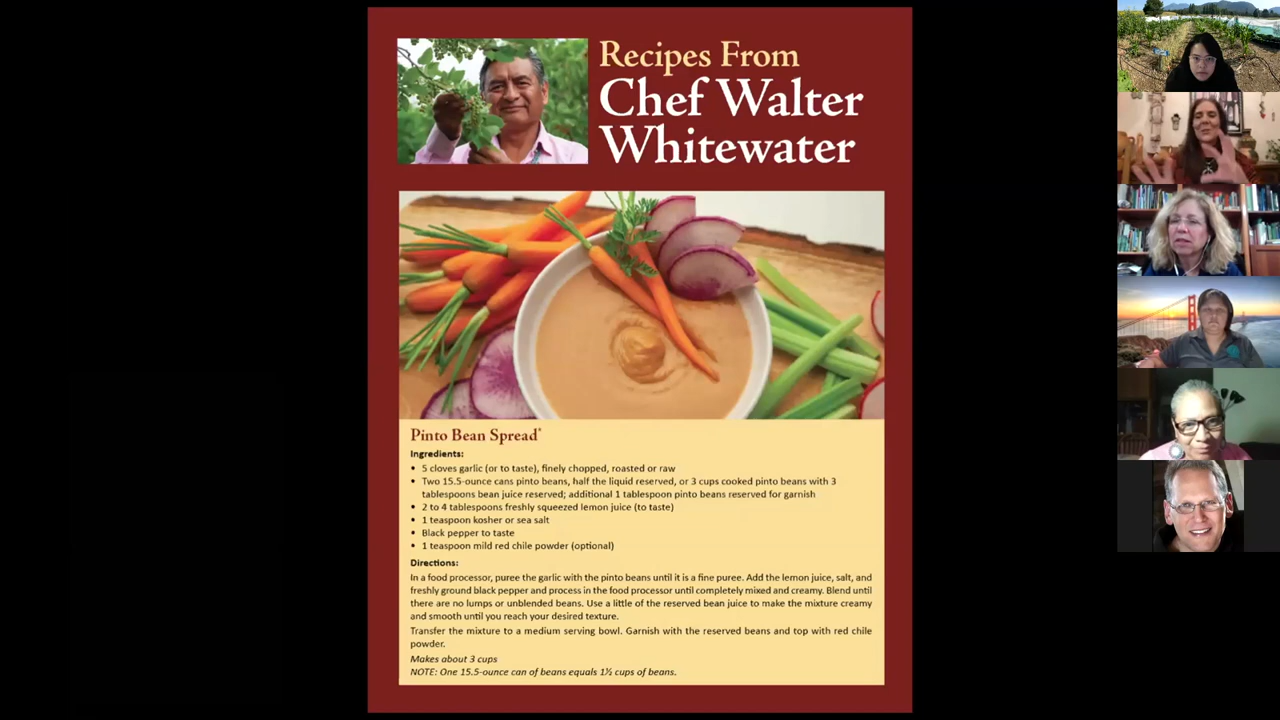 Recipes From
Chef Walter
Whitewater
Pinto Bean Spread*
Ingredients:
• 5 cloves garlic (or to taste), finely chopped, roasted or raw
• Two 15.5-ounce cans pinto beans, half the liquid reserved, or 3 cups cooked pinto beans with 3
tablespoons bean juice reserved; additional 1 tablespoon pinto beans reserved for garnish
• 2 to 4 tablespoons freshly squeezed lemon juice (to taste)
• 1 teaspoon kosher or sea salt
• Black pepper to taste
• 1 teaspoon mild red chile powder (optional)
Directions:
In a food processor, puree the garlic with the pinto beans until it is a fine puree. Add the lemon juice, salt, and
freshly ground black pepper and process in the food processor until completely mixed and creamy. Blend until
there are no lumps or unblended beans. Use a little of the reserved bean juice to make the mixture creamy
and smooth until you reach your desired texture.
Transfer the mixture to a medium serving bowl. Garnish with the reserved beans and top with red chile
powder.
Makes about 3 cups
NOTE: One 15.5-ounce can of beans equals 1½ cups of beans.